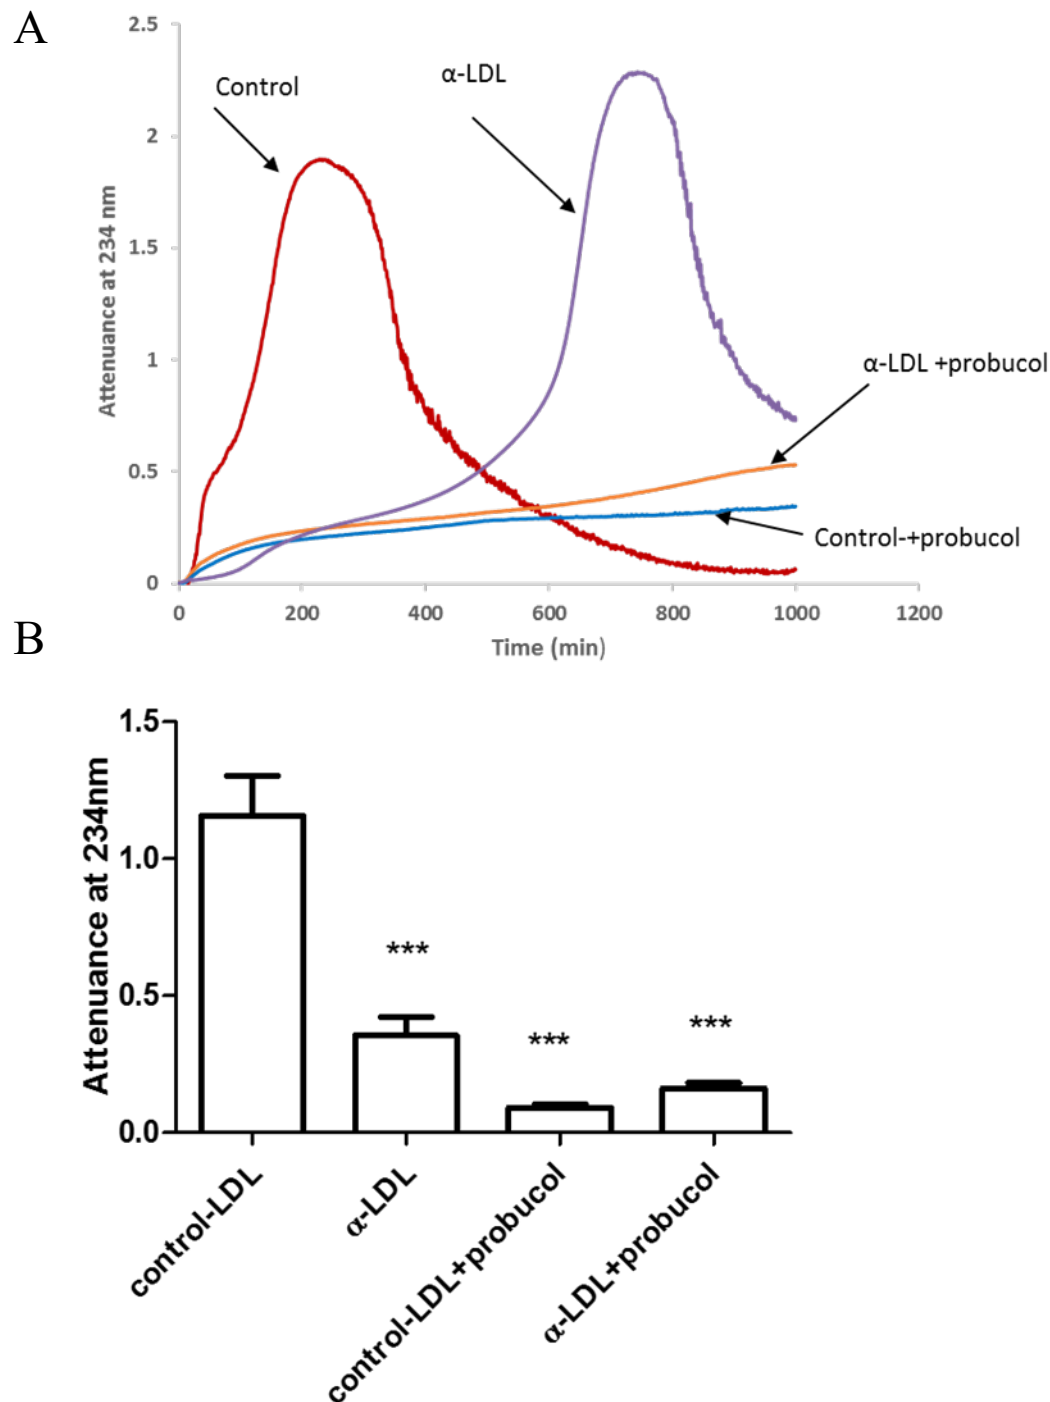 A
2.5
2
1.5
1
0.5
0
Attenuance at 234 nm
Control
α-LDL
α-LDL +probucol
Control-+probucol
0 200 400 600 800 1000 1200
Time (min)
B
1.5
1.0
0.5
0.0
Attenuance at 234nm
***
***
***
control-LDL
α-LDL
control-LDL+probucol
α-LDL+probucol